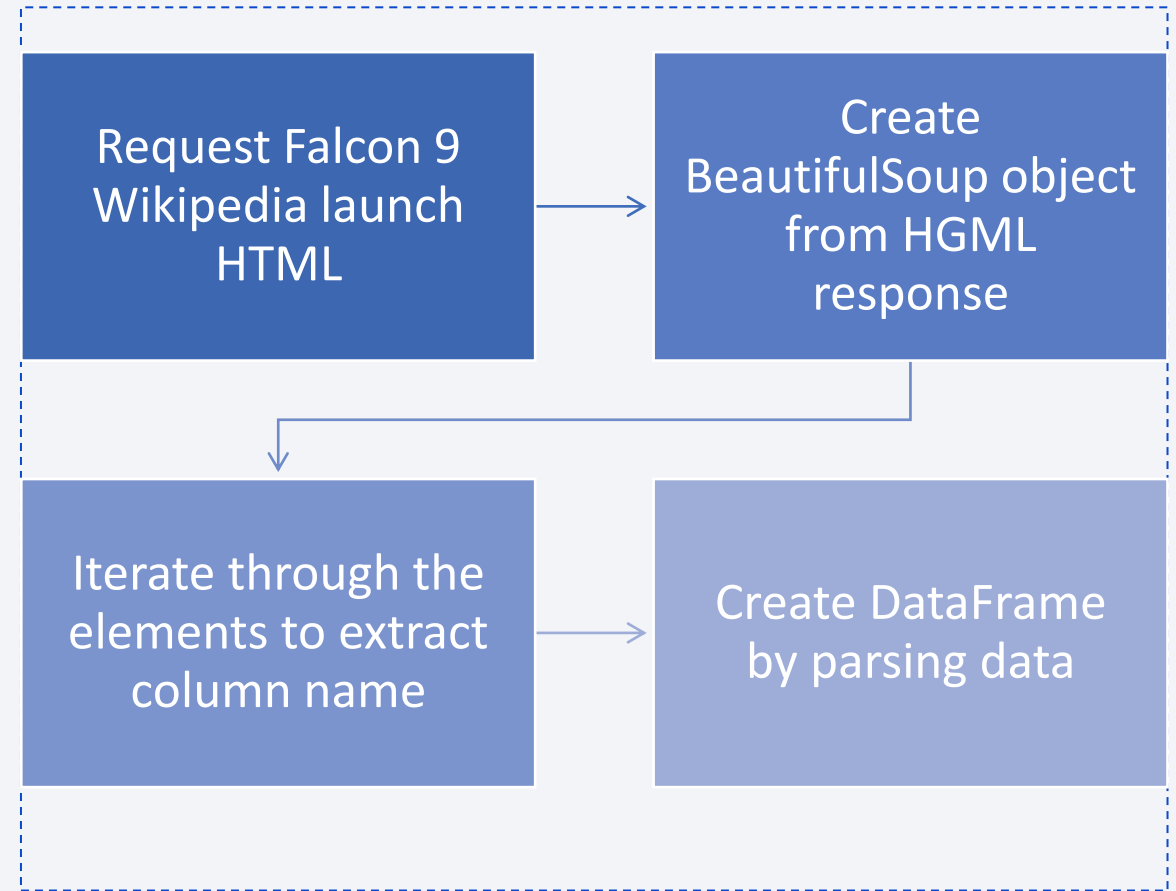 Request Falcon 9
Wikipedia launch
HTML
Create
BeautifulSoup object
from HGML
response
Iterate through the
elements to extract
column name
Create DataFrame
by parsing data